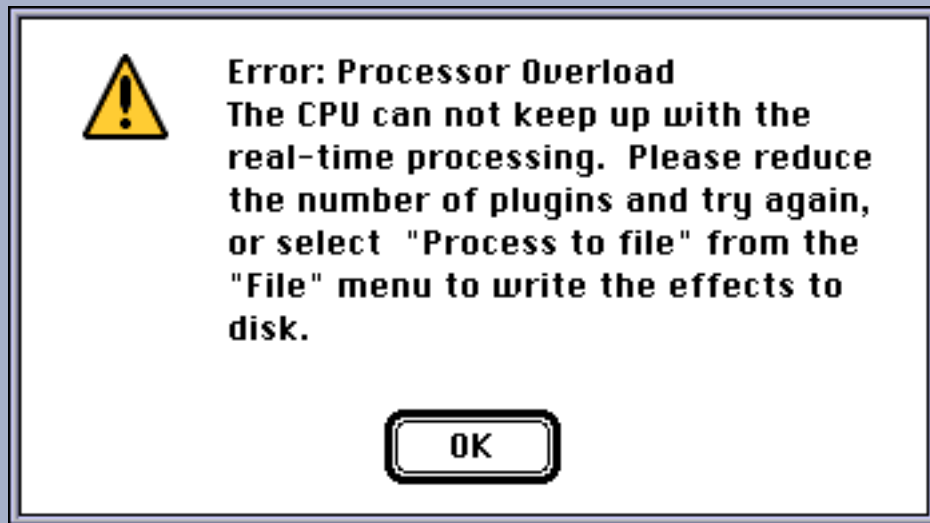 Error: Processor Overload
The CPU can not keep up with the
real-time processing.  Please reduce
the number of plugins and try again,
or select  "Process to file" from the
"File" menu to write the effects to
disk.
OK